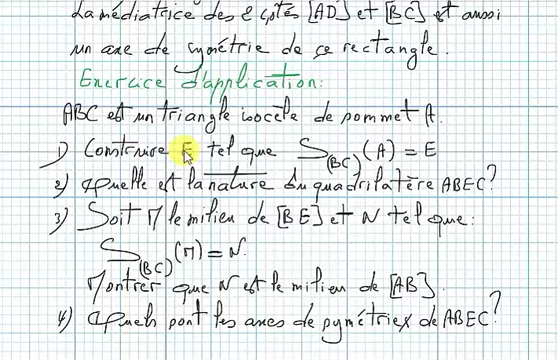 La médiatrice des 2 côtés [AD] et [BC] est aussi
un axe de symétrie de ce rectangle.
Exercice d'application:
ABC est un triangle isocèle de sommet A.
1) Construire E tel que S(BC)(A) = E
2) Quelle est la nature du quadrilatère ABEC?
3) Soit M le milieu de [BE] et N tel que:
S(BC)(M) = N.
Montrer que N est le milieu de [AB].
4) Quels sont les axes de symétriex de ABEC?